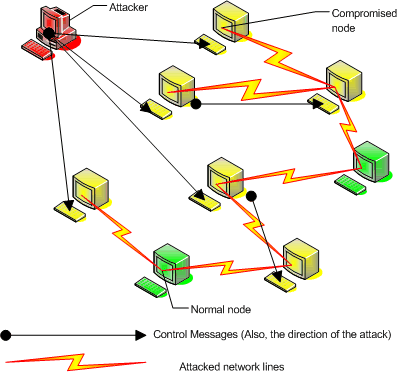 Attacker
Compromised
node
Normal node
Control Messages (Also, the direction of the attack)
Attacked network lines